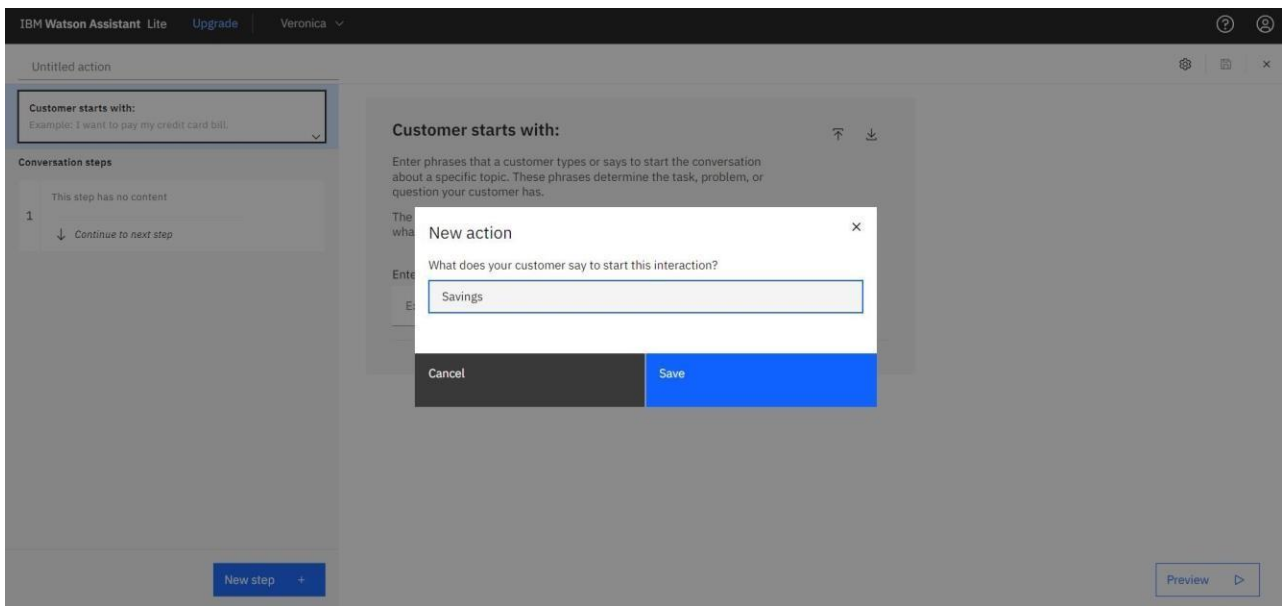 IBM Watson Assistant Lite Upgrade Veronica
Untitled action
Customer starts with:
Example: I want to pay my credit card bill.
Conversation steps
This step has no content
1
Continue to next step
New step +
Customer starts with:
Enter phrases that a customer types or says to start the conversation
about a specific topic. These phrases determine the task, problem, or
question your customer has.
The
wha
Ente
New action
What does your customer say to start this interaction?
Savings
Cancel
Save
Preview